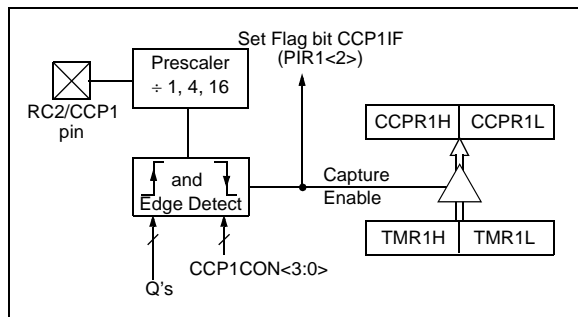 Set Flag bit CCP1IF
(PIR1<2>)
Prescaler
÷ 1, 4, 16
RC2/CCP1
pin
CCPR1H
CCPR1L
and
Edge Detect
Capture
Enable
TMR1H
TMR1L
CCP1CON<3:0>
Q's